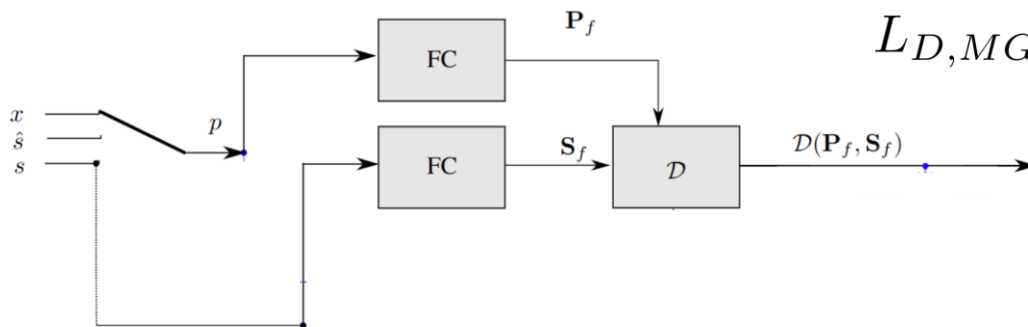 P_f
L_{D,MG
FC
x
p
ŝ
s
FC
S_f
D
D(P_f, S_f)